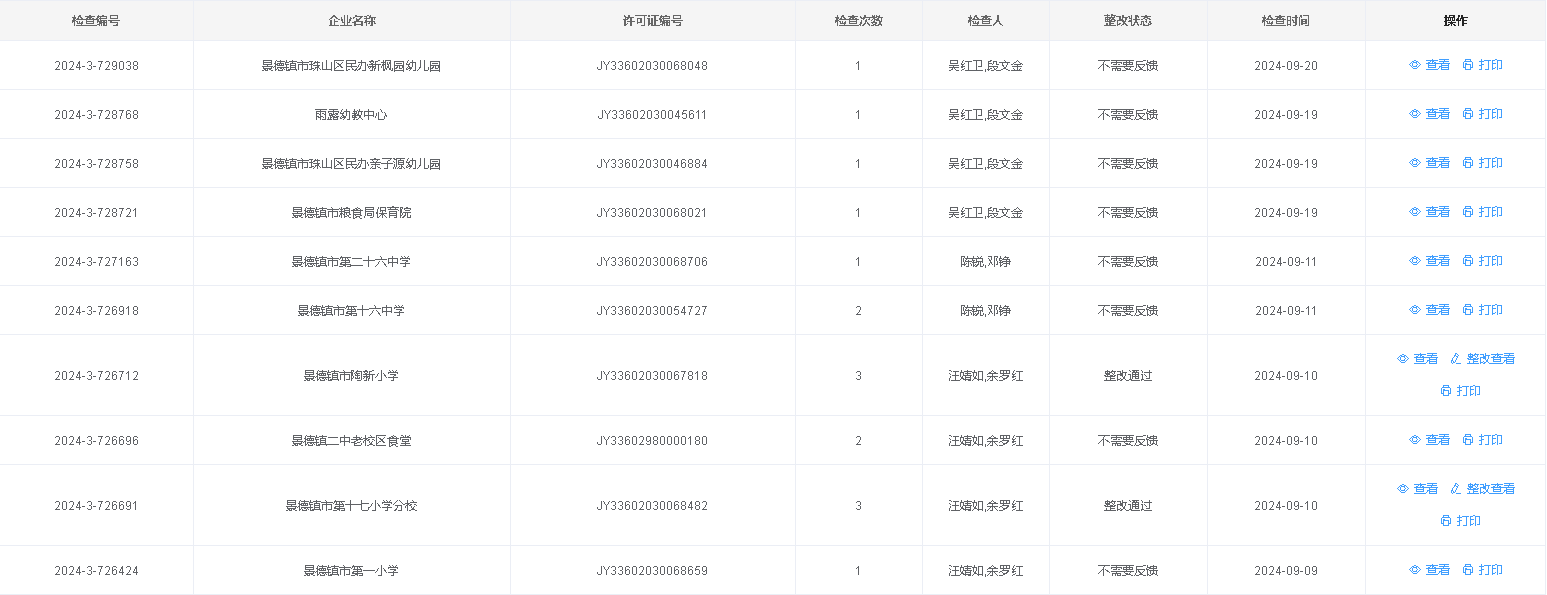 检查编号 企业名称 许可证编号 检查次数 检查人 整改状态 检查时间 操作
2024-3-729038 景德镇市珠山区民办新枫园幼儿园 JY33602030068048 1 吴红卫,段文金 不需要反馈 2024-09-20 查看 打印
2024-3-728768 雨露幼教中心 JY33602030045611 1 吴红卫,段文金 不需要反馈 2024-09-19 查看 打印
2024-3-728758 景德镇市珠山区民办亲子源幼儿园 JY33602030046884 1 吴红卫,段文金 不需要反馈 2024-09-19 查看 打印
2024-3-728721 景德镇市粮食局保育院 JY33602030068021 1 吴红卫,段文金 不需要反馈 2024-09-19 查看 打印
2024-3-727163 景德镇市第二十六中学 JY33602030068706 1 陈锐,邓铮 不需要反馈 2024-09-11 查看 打印
2024-3-726918 景德镇市第十六中学 JY33602030054727 2 陈锐,邓铮 不需要反馈 2024-09-11 查看 打印
2024-3-726712 景德镇市陶新小学 JY33602030067818 3 汪婧如,余罗红 整改通过 2024-09-10 查看 整改查看
打印
2024-3-726696 景德镇二中老校区食堂 JY33602980000180 2 汪婧如,余罗红 不需要反馈 2024-09-10 查看 打印
2024-3-726691 景德镇市第十七小学分校 JY33602030068482 3 汪婧如,余罗红 整改通过 2024-09-10 查看 整改查看
打印
2024-3-726424 景德镇市第一小学 JY33602030068659 1 汪婧如,余罗红 不需要反馈 2024-09-09 查看 打印